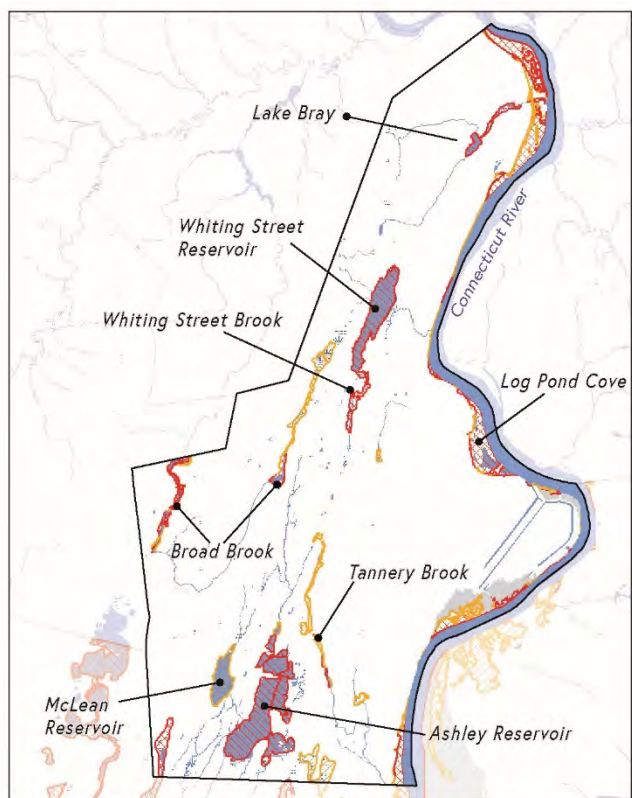 Lake Bray
Whiting Street
Reservoir
Connecticut River
Whiting Street Brook
Log Pond Cove
Broad Brook
Tannery Brook
McLean
Reservoir
Ashley Reservoir